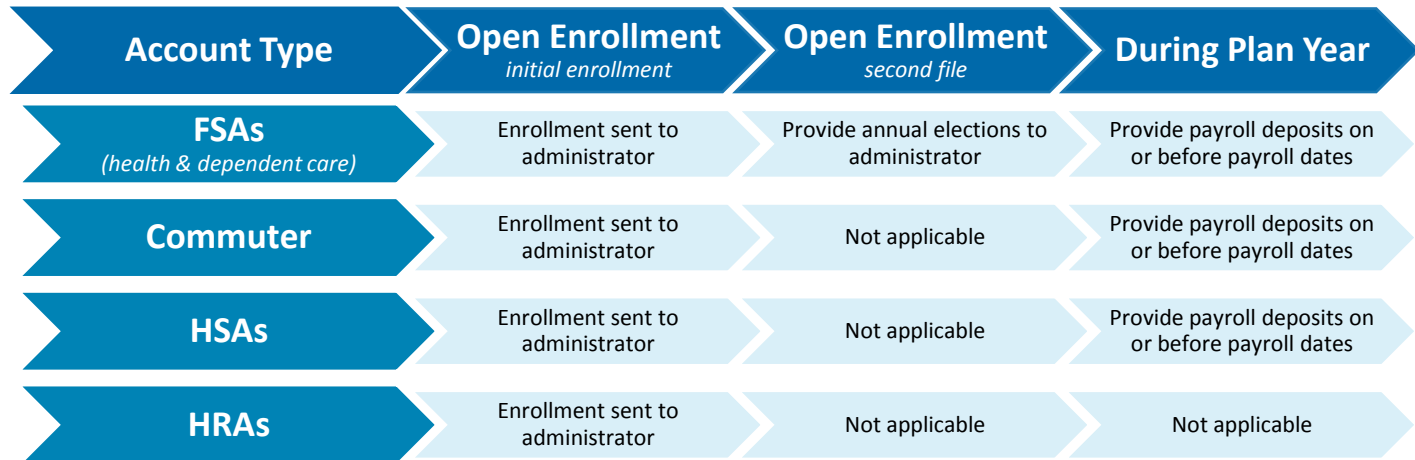 Account Type
Open Enrollment
initial enrollment
Open Enrollment
second file
During Plan Year
FSAs
(health & dependent care)
Enrollment sent to
administrator
Provide annual elections to
administrator
Provide payroll deposits on
or before payroll dates
Commuter
Enrollment sent to
administrator
Not applicable
Provide payroll deposits on
or before payroll dates
HSAs
Enrollment sent to
administrator
Not applicable
Provide payroll deposits on
or before payroll dates
HRAs
Enrollment sent to
administrator
Not applicable
Not applicable